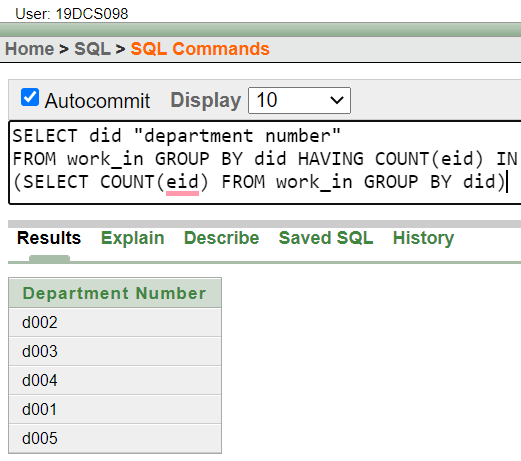 User: 19DCS098
Home > SQL > SQL Commands
Autocommit Display 10
SELECT did "department number"
FROM work_in GROUP BY did HAVING COUNT(eid) IN
(SELECT COUNT(eid) FROM work_in GROUP BY did)
Results Explain Describe Saved SQL History
Department Number
d002
d003
d004
d001
d005